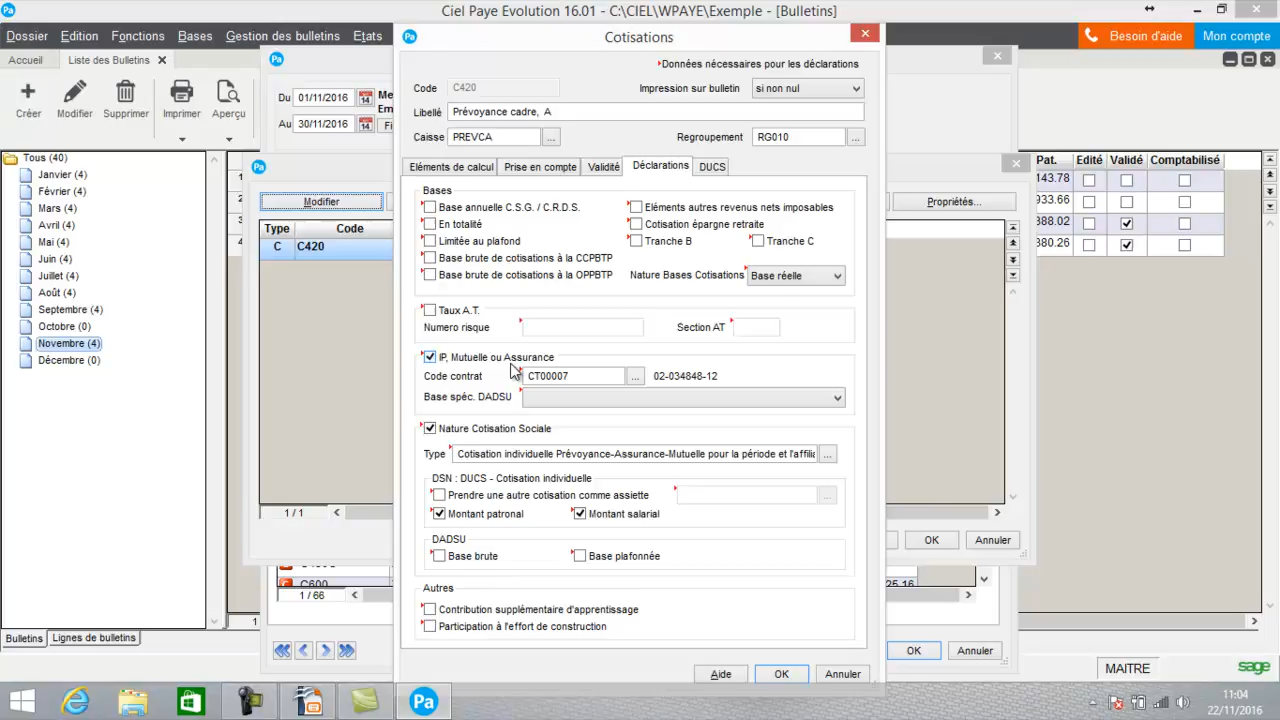 Ciel Paye Evolution 16.01 - C:\CIEL\WPAYE\Exemple - [Bulletins]
Dossier Edition Fonctions Bases Gestion des bulletins Etats
Besoin d'aide Mon compte
Accueil Liste des Bulletins
Créer Modifier Supprimer Imprimer Aperçu
Du 01/11/2016
Au 30/11/2016
Tous (40)
Janvier (4)
Février (4)
Mars (4)
Avril (4)
Mai (4)
Juin (4)
Juillet (4)
Août (4)
Septembre (4)
Octobre (0)
Novembre (4)
Décembre (0)
Bulletins Lignes de bulletins
Modifier
Propriétés...
Type Code
C C420
1 / 1
OK Annuler
C600
25.16
1 / 66
OK Annuler
Pat. Edité Validé Comptabilisé
143.78
933.66
388.02
380.26
Cotisations
Données nécessaires pour les déclarations
Code C420 Impression sur bulletin si non nul
Libellé Prévoyance cadre, A
Caisse PREVCA ... Regroupement RG010 ...
Eléments de calcul Prise en compte Validité Déclarations DUCS
Bases
Base annuelle C.S.G. / C.R.D.S. Eléments autres revenus nets imposables
En totalité Cotisation épargne retraite
Limitée au plafond Tranche B Tranche C
Base brute de cotisations à la CCPBTP
Base brute de cotisations à la OPPBTP Nature Bases Cotisations Base réelle
Taux A.T.
Numero risque Section AT
IP, Mutuelle ou Assurance
Code contrat CT00007 ... 02-034848-12
Base spéc. DADSU
Nature Cotisation Sociale
Type Cotisation individuelle Prévoyance-Assurance-Mutuelle pour la période et l'affilia ...
DSN : DUCS - Cotisation individuelle
Prendre une autre cotisation comme assiette ...
Montant patronal Montant salarial
DADSU
Base brute Base plafonnée
Autres
Contribution supplémentaire d'apprentissage
Participation à l'effort de construction
Aide OK Annuler
MAITRE
sage
11:04
22/11/2016